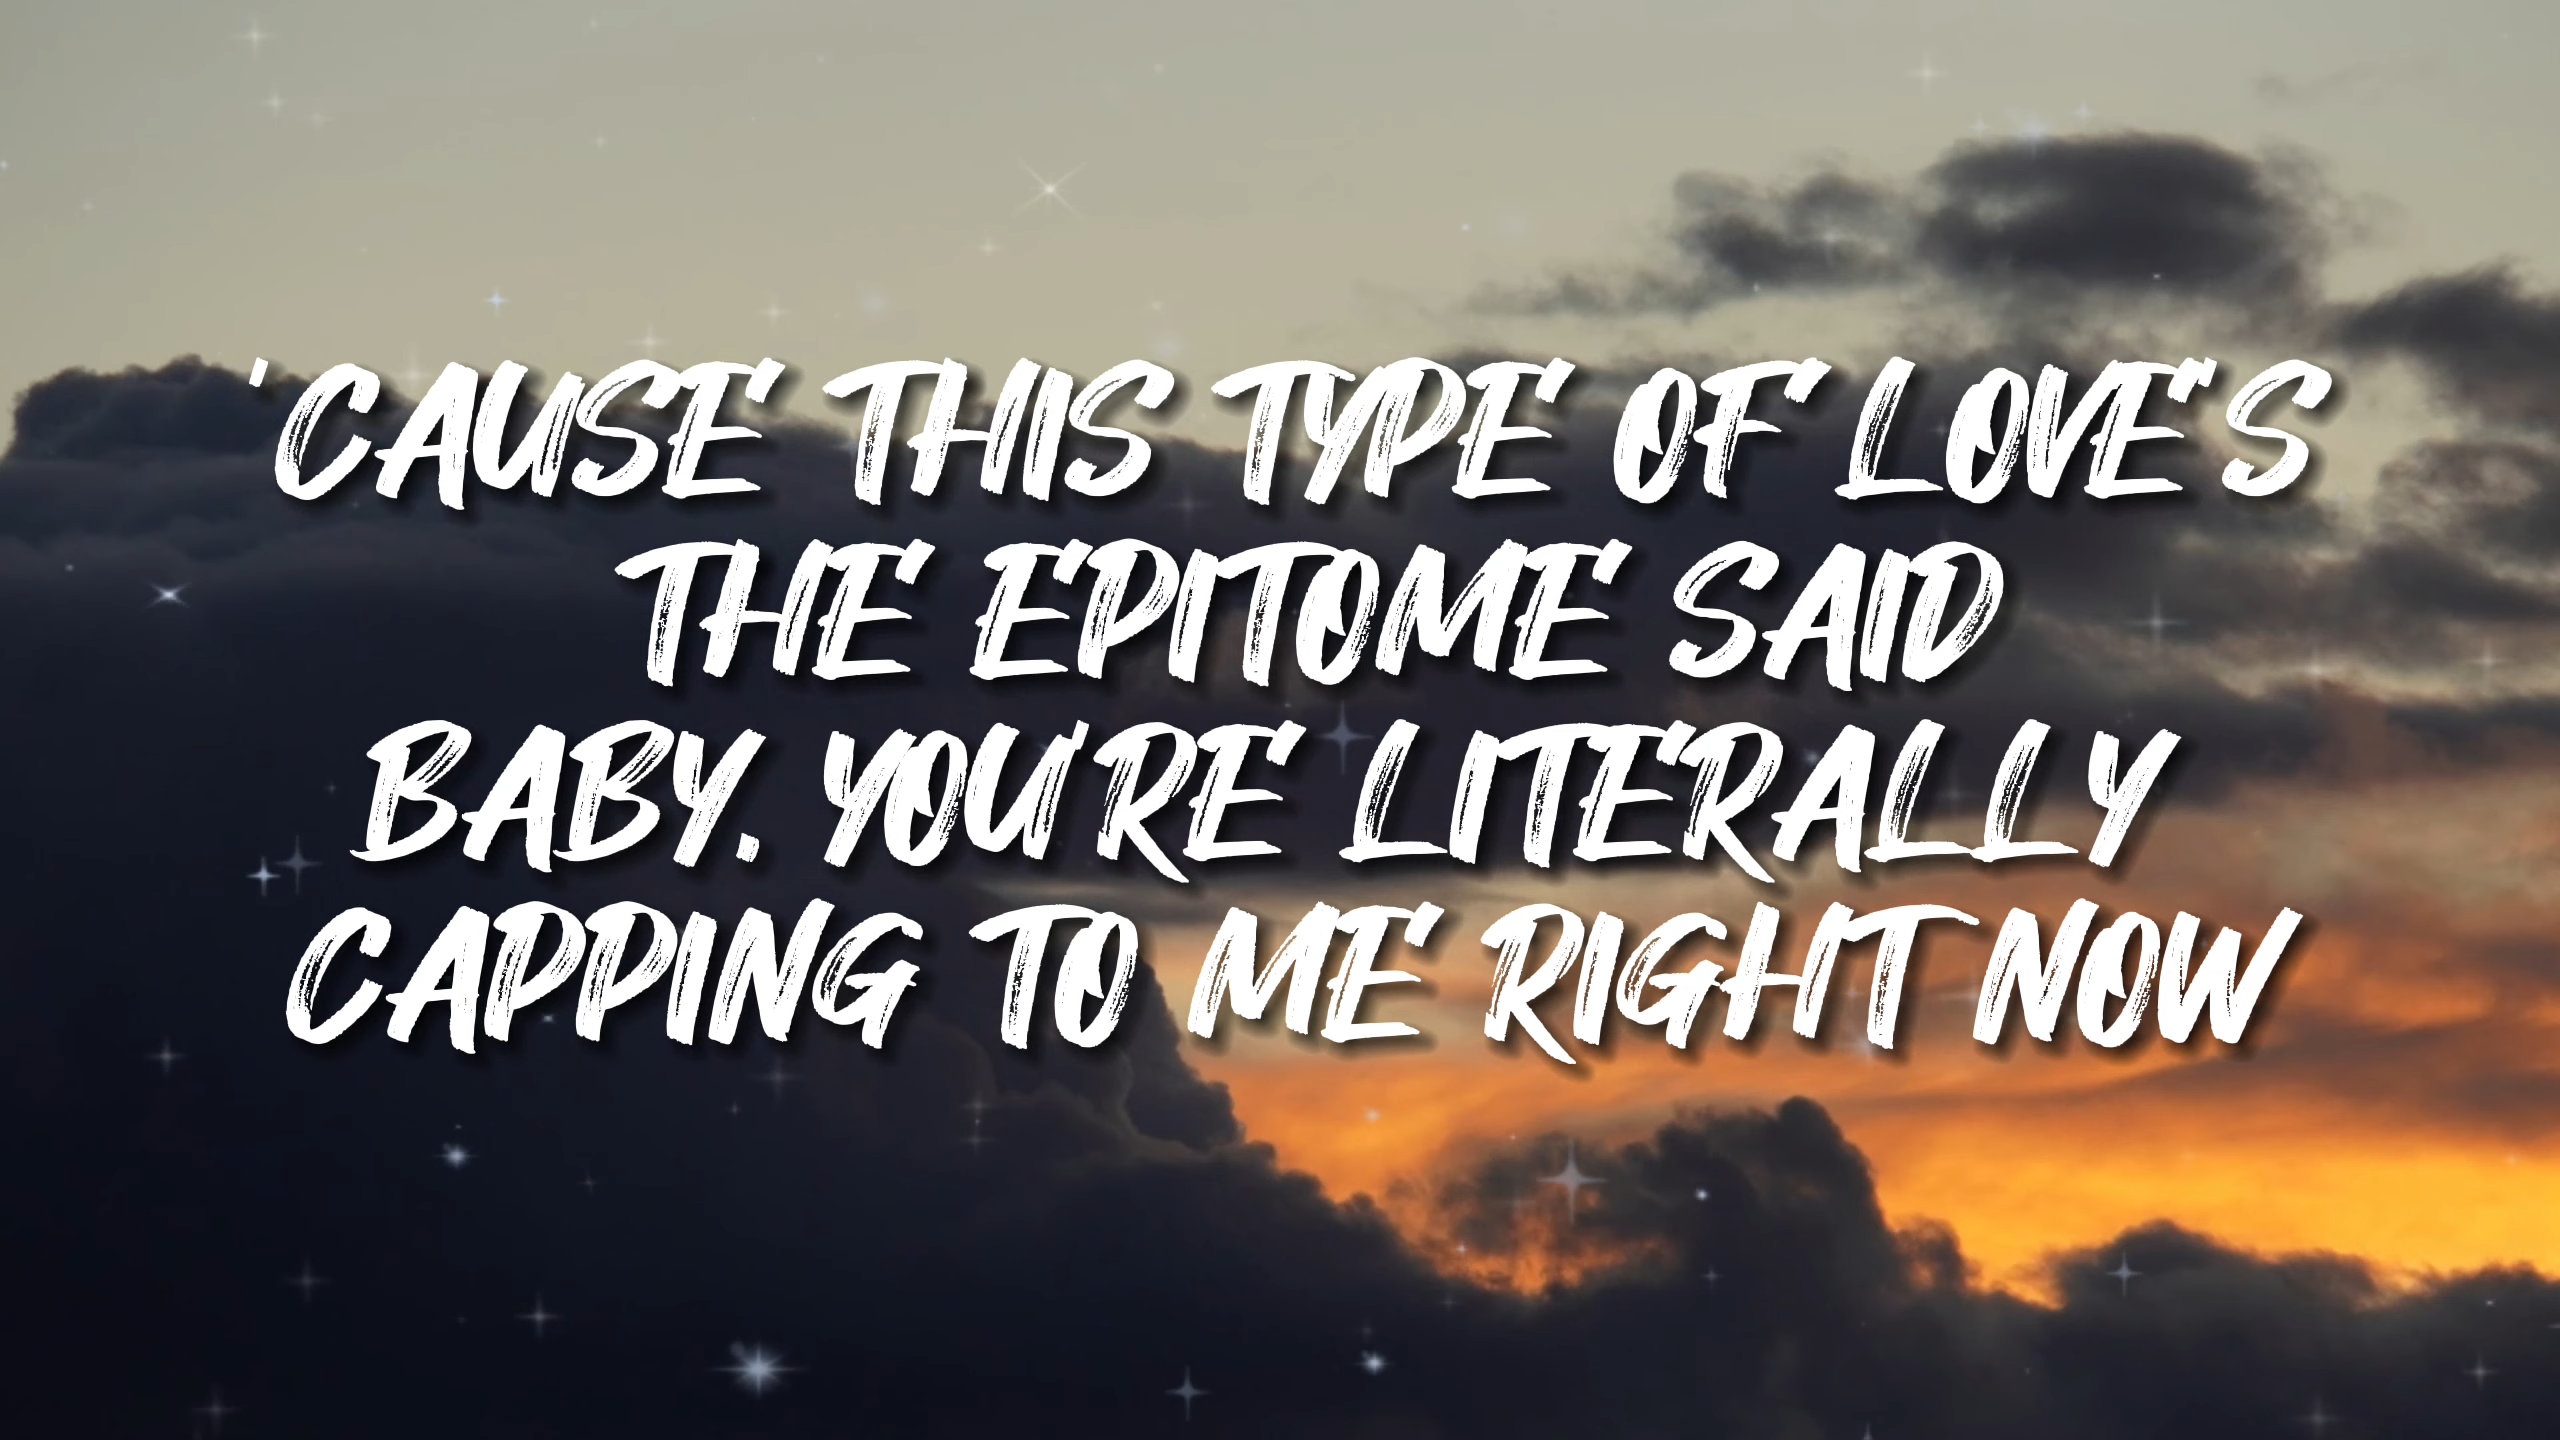 'CAUSE THIS TYPE OF LOVE'S
THE EPITOME SAID
BABY, YOU'RE LITERALLY
CAPPING TO ME RIGHT NOW